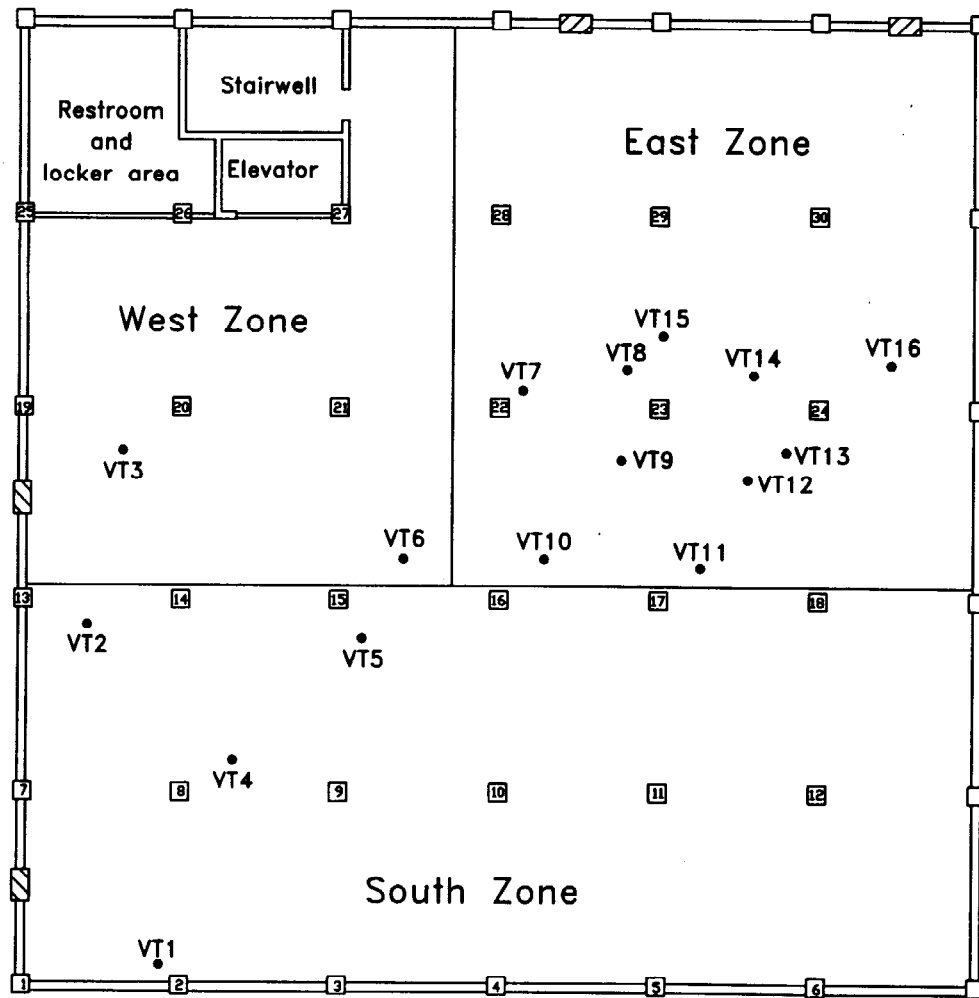 Stairwell
Restroom
and
locker area
Elevator
East Zone
25
26
27
28
29
30
West Zone
VT15
VT8
VT14
VT16
VT7
19
20
21
22
23
24
VT3
VT9
VT13
VT12
VT6
VT10
VT11
13
14
15
16
17
18
VT2
VT5
VT4
7
8
9
10
11
12
South Zone
VT1
1
2
3
4
5
6